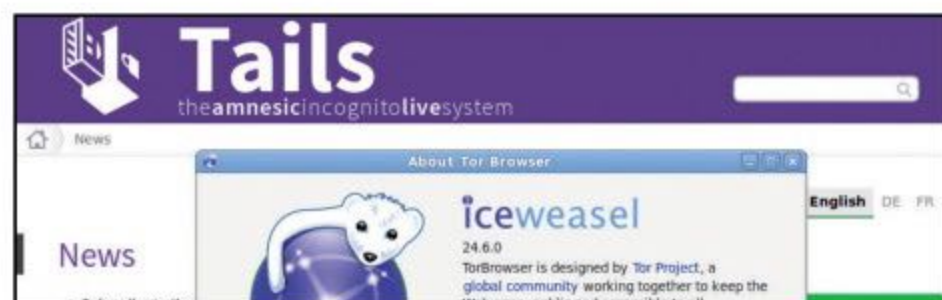 Tails
theamnesicincognitolivesystem
News
About Tor Browser
English DE FR
iceweasel
24.6.0
News
TorBrowser is designed by Tor Project, a
global community working together to keep the